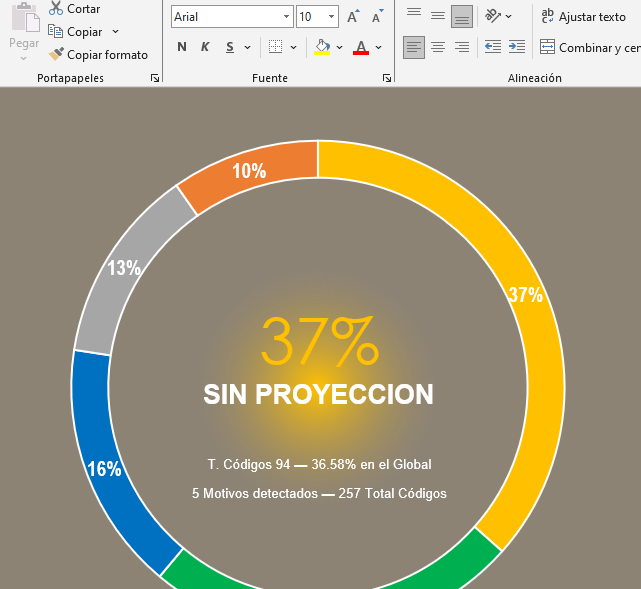 Cortar
Arial
10
A
A
ab
c
Ajustar texto
Pegar
Copiar
N
K
S
A
Combinar y cen
Copiar formato
Portapapeles
Fuente
Alineación
10%
13%
37%
37%
SIN PROYECCION
T. Códigos 94 — 36.58% en el Global
16%
5 Motivos detectados — 257 Total Códigos